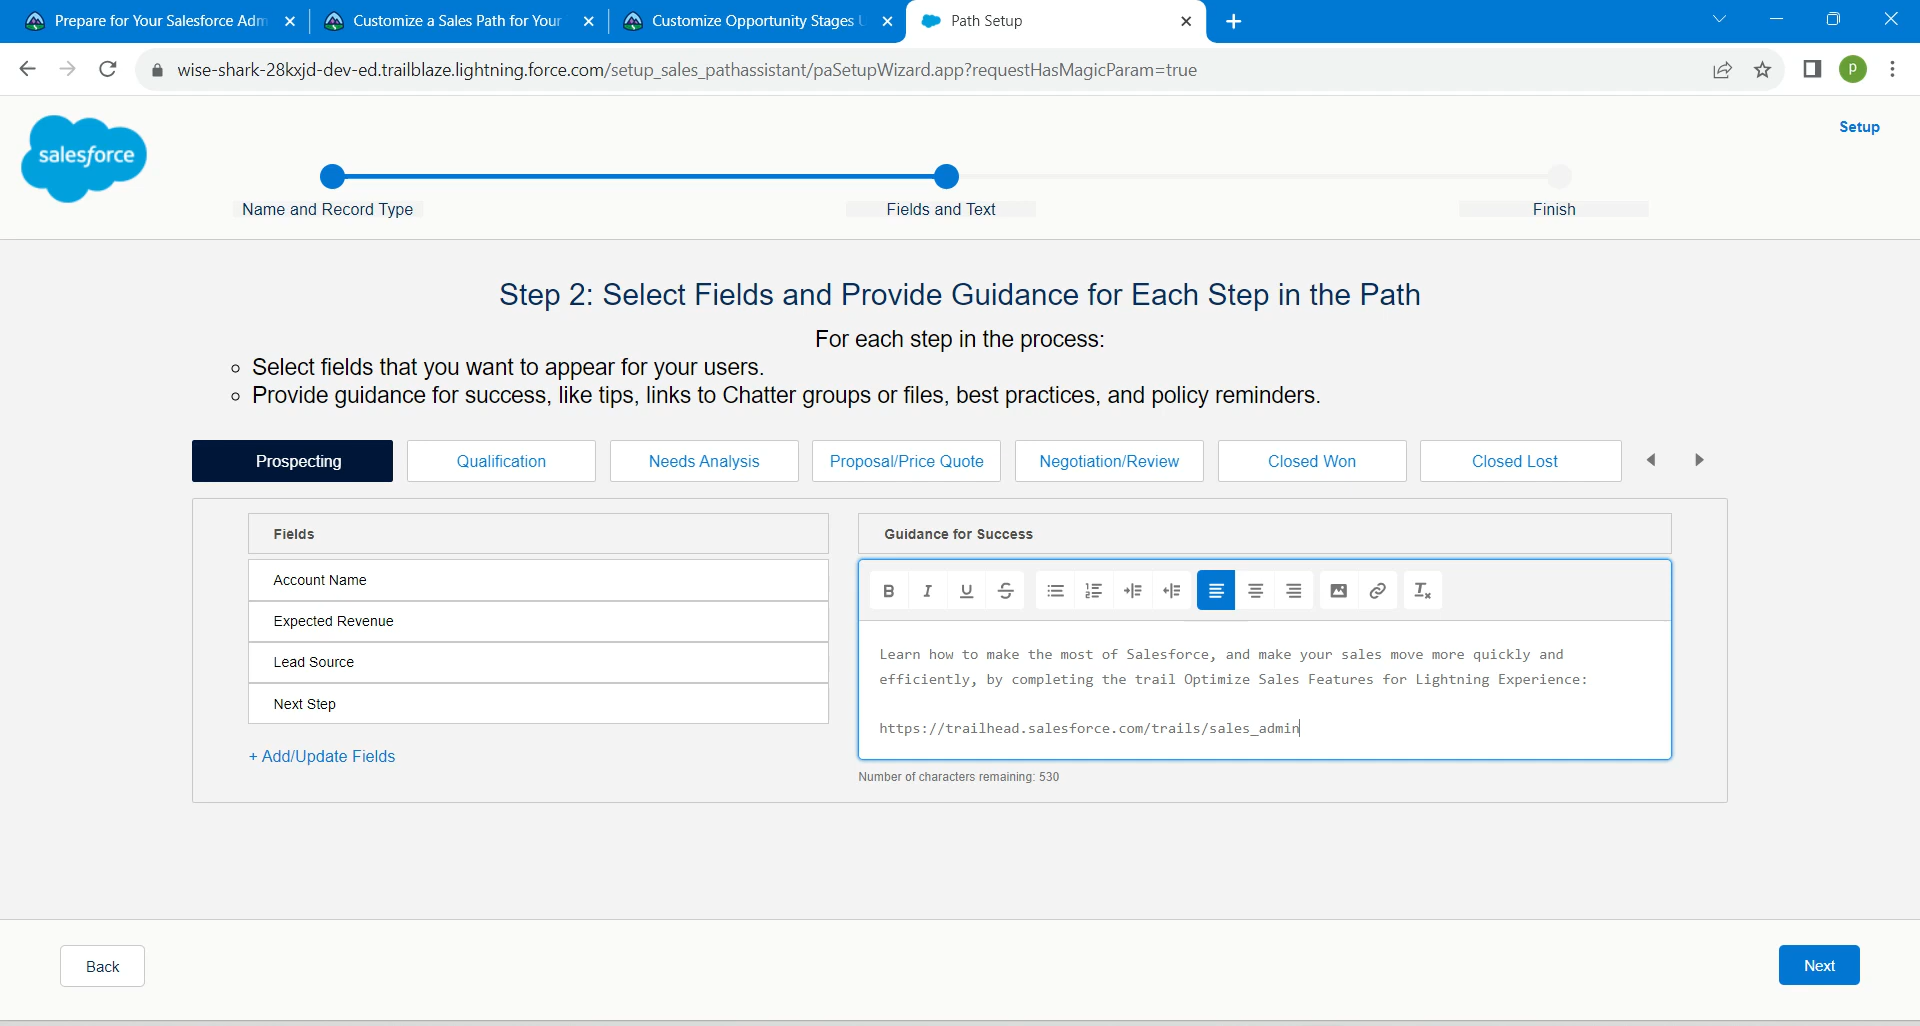 Prepare for Your Salesforce Adm
Customize a Sales Path for Your
Customize Opportunity Stages
Path Setup
wise-shark-28kxjd-dev-ed.trailblaze.lightning.force.com/setup_sales_pathassistant/paSetupWizard.app?requestHasMagicParam=true
p
salesforce
Setup
Name and Record Type
Fields and Text
Finish
Step 2: Select Fields and Provide Guidance for Each Step in the Path
For each step in the process:
Select fields that you want to appear for your users.
Provide guidance for success, like tips, links to Chatter groups or files, best practices, and policy reminders.
Prospecting
Qualification
Needs Analysis
Proposal/Price Quote
Negotiation/Review
Closed Won
Closed Lost
Fields
Account Name
Expected Revenue
Lead Source
Next Step
+ Add/Update Fields
Guidance for Success
Learn how to make the most of Salesforce, and make your sales move more quickly and
efficiently, by completing the trail Optimize Sales Features for Lightning Experience:
https://trailhead.salesforce.com/trails/sales_admin
Number of characters remaining: 530
Back
Next